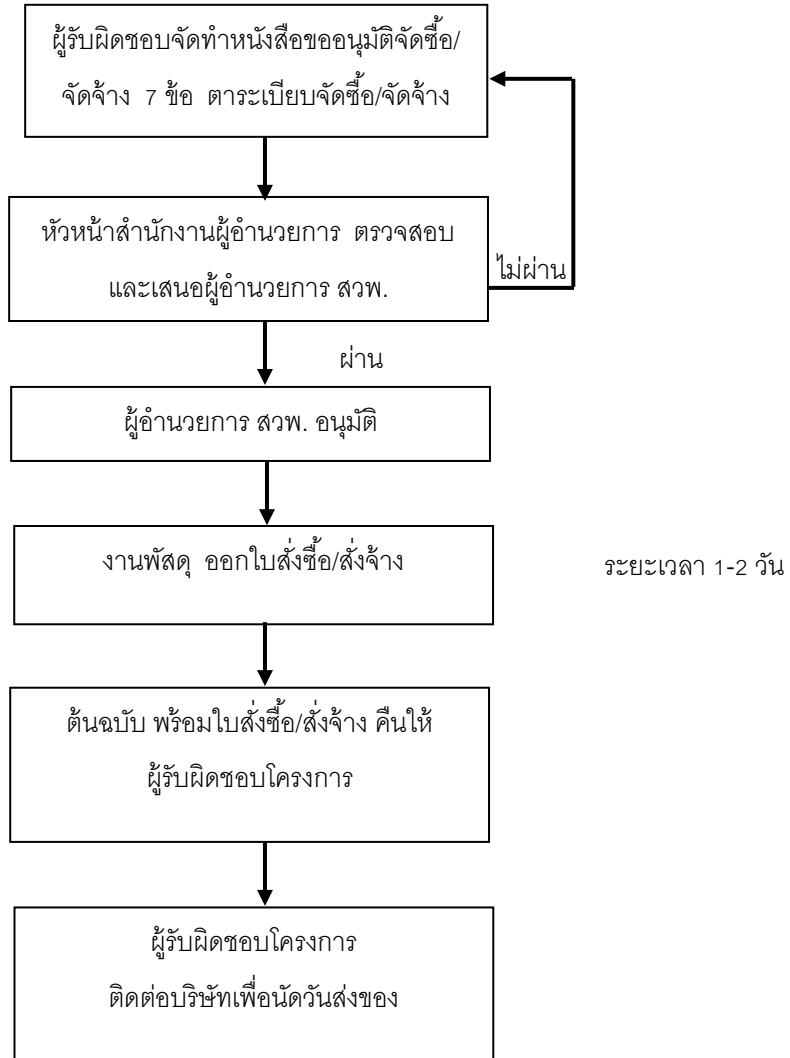 ผู้รับผิดชอบจัดทำหนังสือขออนุมัติจัดซื้อ/
จัดจ้าง 7 ข้อ ตาระเบียบจัดซื้อ/จัดจ้าง
หัวหน้าสำนักงานผู้อำนวยการ ตรวจสอบ
และเสนอผู้อำนวยการ สวพ.
ไม่ผ่าน
ผ่าน
ผู้อำนวยการ สวพ. อนุมัติ
งานพัสดุ ออกใบสั่งซื้อ/สั่งจ้าง
ระยะเวลา 1-2 วัน
ต้นฉบับ พร้อมใบสั่งซื้อ/สั่งจ้าง คืนให้
ผู้รับผิดชอบโครงการ
ผู้รับผิดชอบโครงการ
ติดต่อบริษัทเพื่อนัดวันส่งของ